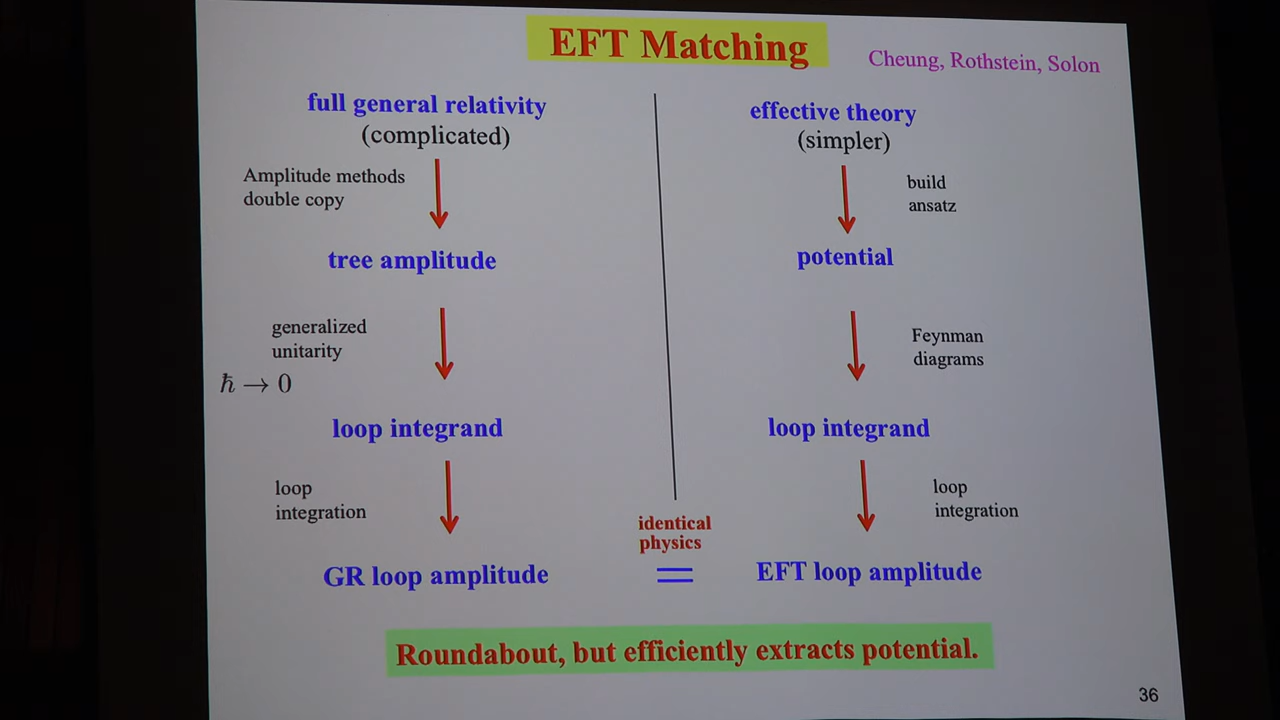 EFT Matching
Cheung, Rothstein, Solon
full general relativity
(complicated)
Amplitude methods
double copy
tree amplitude
generalized
unitarity
ℏ → 0
loop integrand
loop
integration
GR loop amplitude
effective theory
(simpler)
build
ansatz
potential
Feynman
diagrams
loop integrand
loop
integration
EFT loop amplitude
identical
physics
=
Roundabout, but efficiently extracts potential.
36